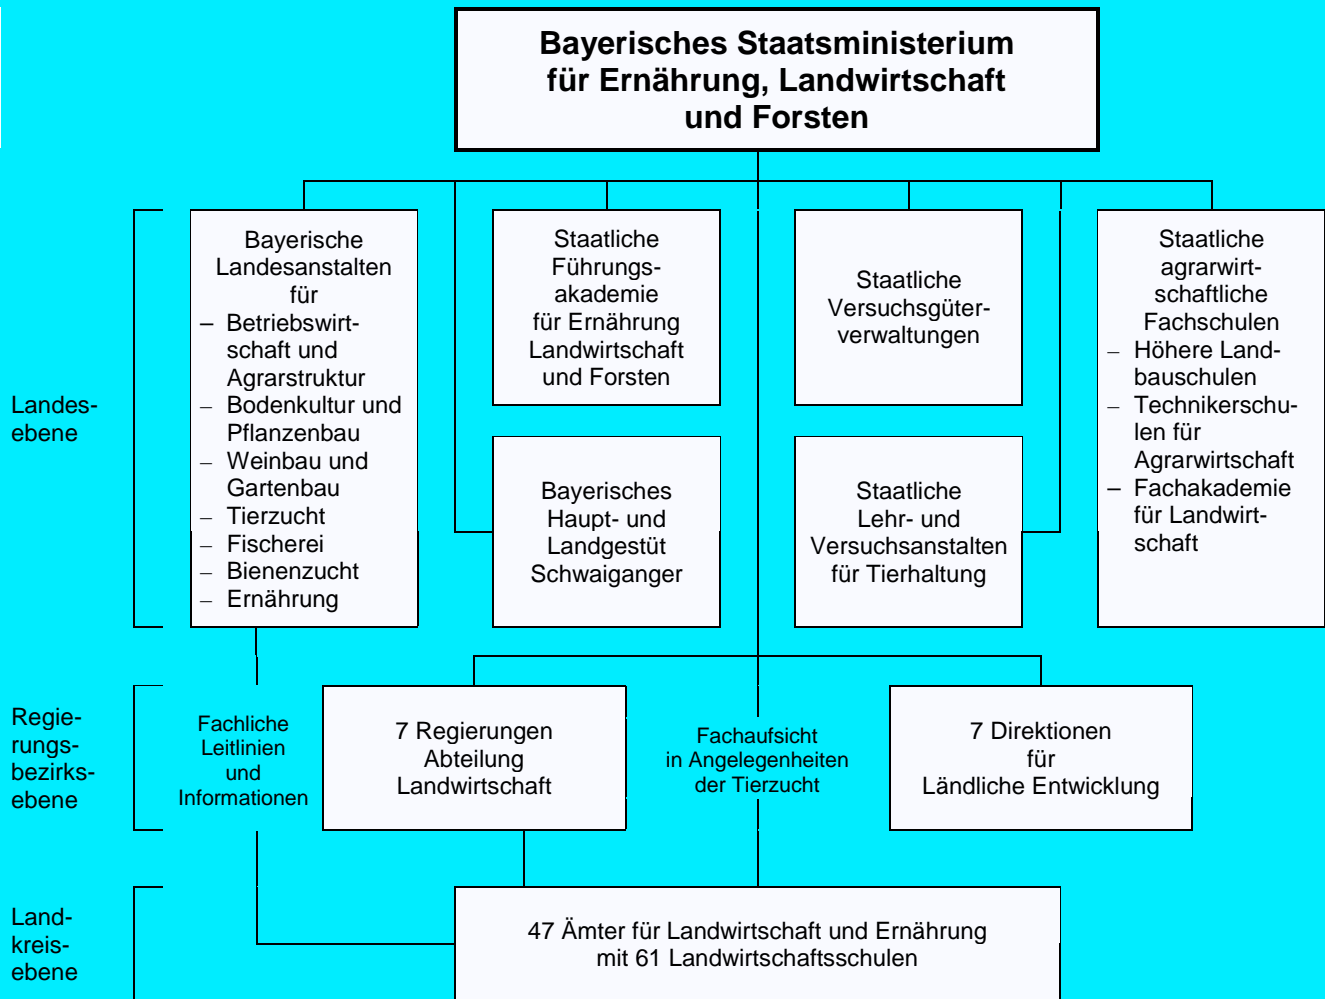 Bayerisches Staatsministerium
für Ernährung, Landwirtschaft
und Forsten
Landes-
ebene
Bayerische
Landesanstalten
für
– Betriebswirt-
schaft und
Agrarstruktur
– Bodenkultur und
Pflanzenbau
– Weinbau und
Gartenbau
– Tierzucht
– Fischerei
– Bienenzucht
– Ernährung
Staatliche
Führungs-
akademie
für Ernährung
Landwirtschaft
und Forsten
Bayerisches
Haupt- und
Landgestüt
Schwaiganger
Staatliche
Versuchsgüter-
verwaltungen
Staatliche
Lehr- und
Versuchsanstalten
für Tierhaltung
Staatliche
agrarwirt-
schaftliche
Fachschulen
– Höhere Land-
bauschulen
– Technikerschu-
len für
Agrarwirtschaft
– Fachakademie
für Landwirt-
schaft
Regie-
rungs-
bezirks-
ebene
Fachliche
Leitlinien
und
Informationen
7 Regierungen
Abteilung
Landwirtschaft
Fachaufsicht
in Angelegenheiten
der Tierzucht
7 Direktionen
für
Ländliche Entwicklung
Land-
kreis-
ebene
47 Ämter für Landwirtschaft und Ernährung
mit 61 Landwirtschaftsschulen